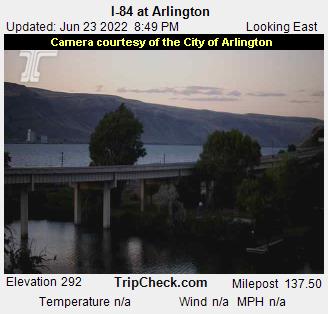 I-84 at Arlington
Updated: Jun 23 2022 8:49 PM Looking East
Camera courtesy of the City of Arlington
Elevation 292 TripCheck.com Milepost 137.50
Temperature n/a Wind n/a MPH n/a